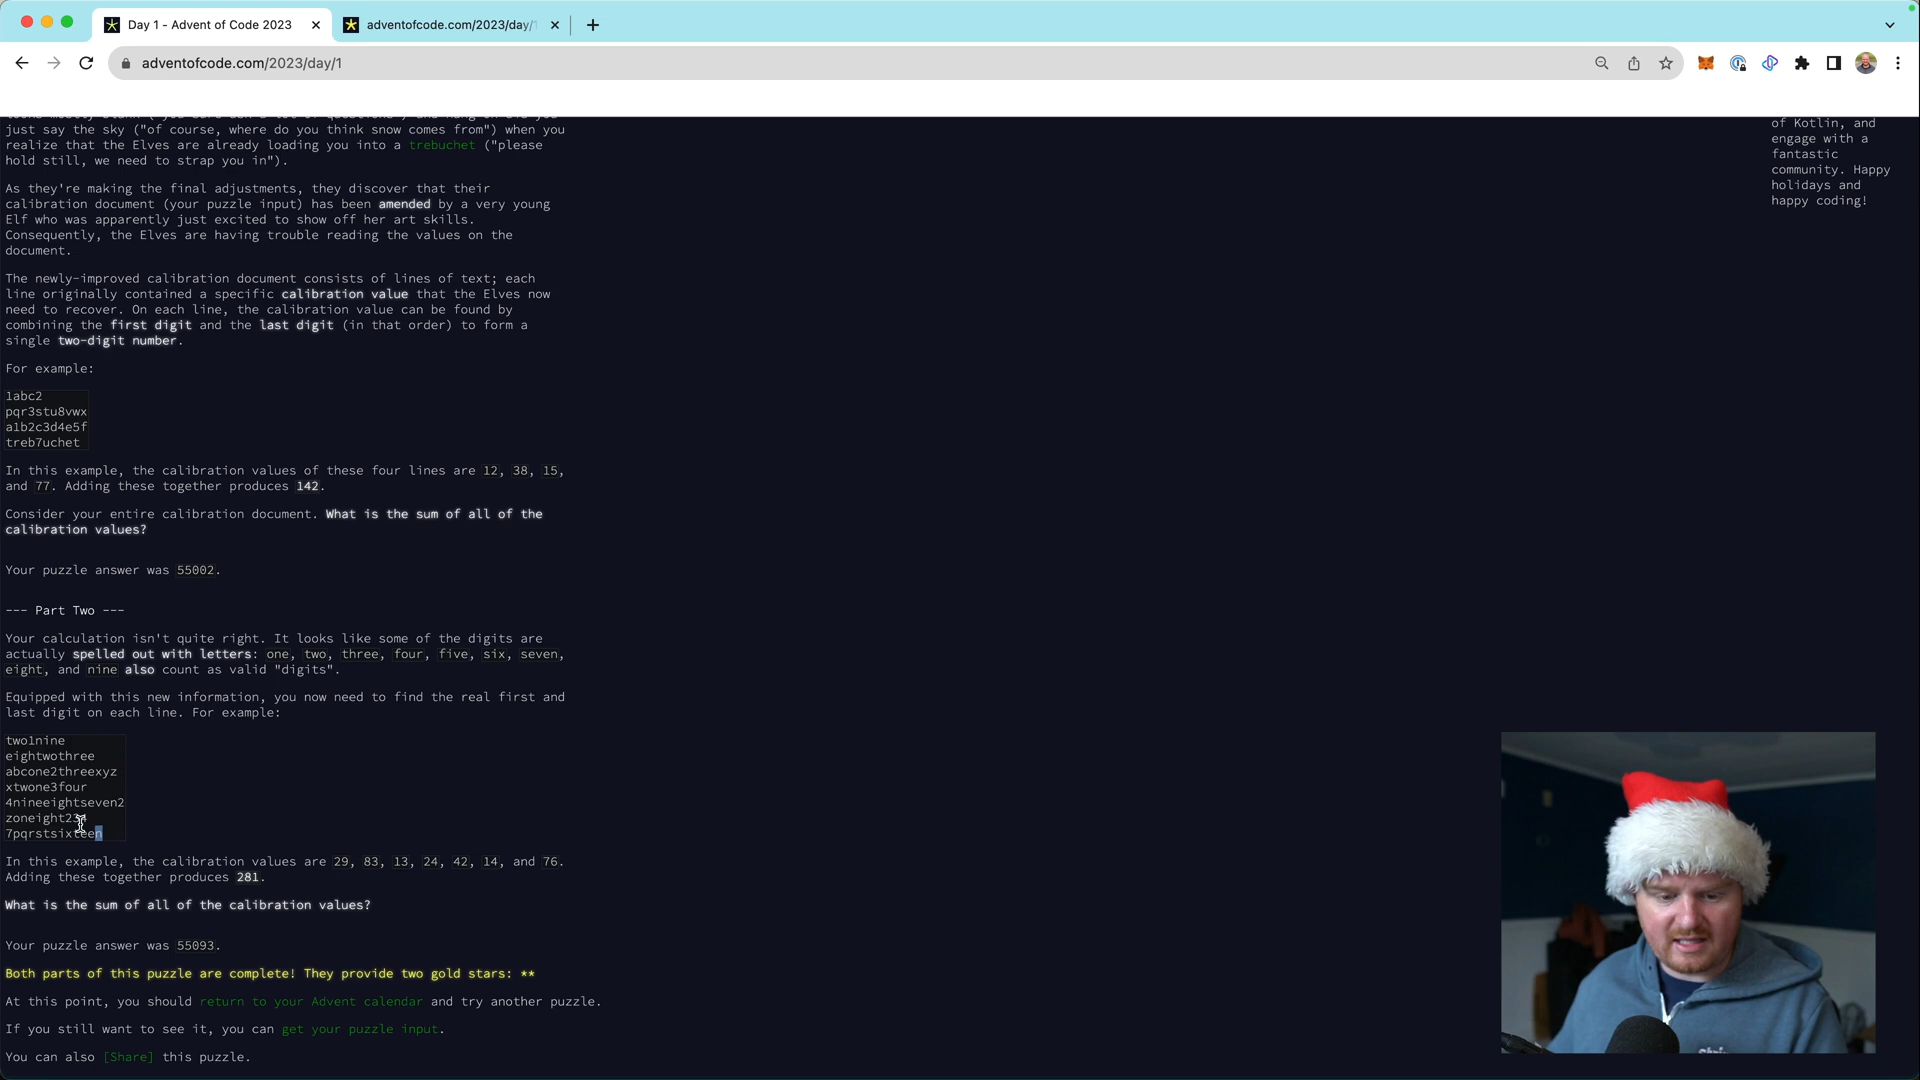 Day 1 - Advent of Code 2023
adventofcode.com/2023/day/
adventofcode.com/2023/day/1
just say the sky ("of course, where do you think snow comes from") when you
realize that the Elves are already loading you into a trebuchet ("please
hold still, we need to strap you in").
As they're making the final adjustments, they discover that their
calibration document (your puzzle input) has been amended by a very young
Elf who was apparently just excited to show off her art skills.
Consequently, the Elves are having trouble reading the values on the
document.
The newly-improved calibration document consists of lines of text; each
line originally contained a specific calibration value that the Elves now
need to recover. On each line, the calibration value can be found by
combining the first digit and the last digit (in that order) to form a
single two-digit number.
For example:
1abc2
pqr3stu8vwx
a1b2c3d4e5f
treb7uchet
In this example, the calibration values of these four lines are 12, 38, 15,
and 77. Adding these together produces 142.
Consider your entire calibration document. What is the sum of all of the
calibration values?
Your puzzle answer was 55002.
--- Part Two ---
Your calculation isn't quite right. It looks like some of the digits are
actually spelled out with letters: one, two, three, four, five, six, seven,
eight, and nine also count as valid "digits".
Equipped with this new information, you now need to find the real first and
last digit on each line. For example:
two1nine
eightwothree
abcone2threexyz
xtwone3four
4nineeightseven2
zoneight234
7pqrstsixteen
In this example, the calibration values are 29, 83, 13, 24, 42, 14, and 76.
Adding these together produces 281.
What is the sum of all of the calibration values?
Your puzzle answer was 55093.
Both parts of this puzzle are complete! They provide two gold stars: **
At this point, you should return to your Advent calendar and try another puzzle.
If you still want to see it, you can get your puzzle input.
You can also [Share] this puzzle.
of Kotlin, and
engage with a
fantastic
community. Happy
holidays and
happy coding!